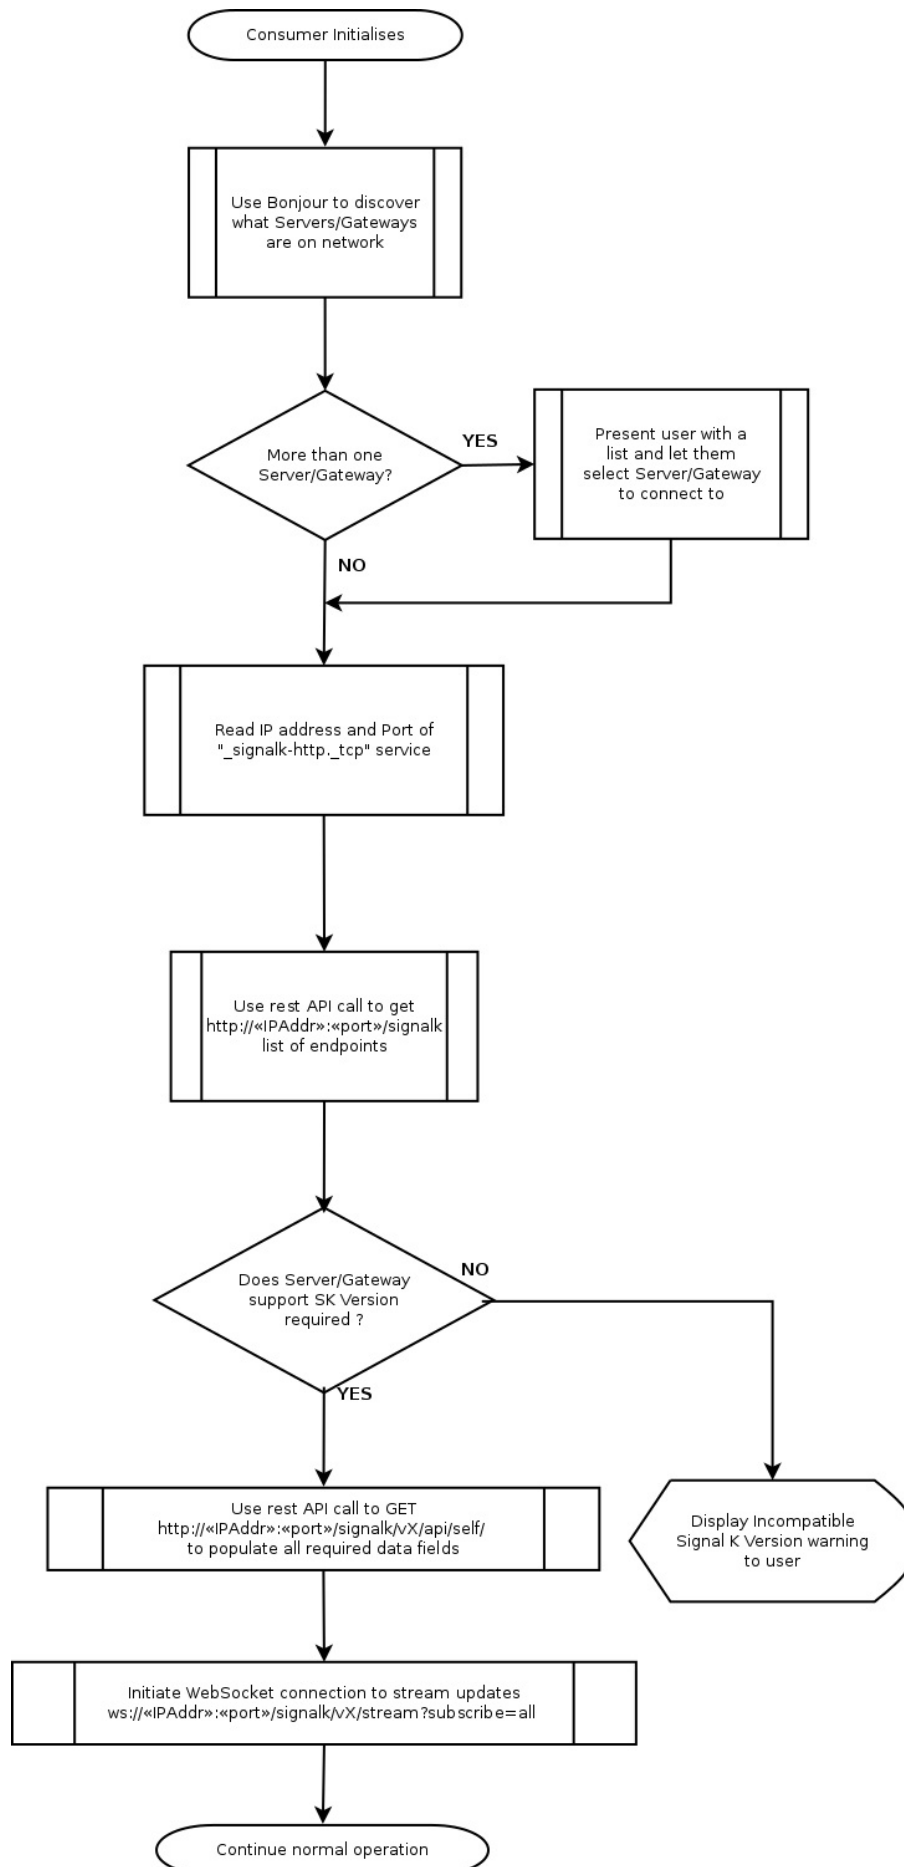 Consumer Initialises
Use Bonjour to discover
what Servers/Gateways
are on network
More than one
Server/Gateway?
YES
Present user with a
list and let them
select Server/Gateway
to connect to
NO
Read IP address and Port of
"_signalk-http._tcp" service
Use rest API call to get
http://«IPAddr»:«port»/signalk
list of endpoints
Does Server/Gateway
support SK Version
required ?
NO
YES
Use rest API call to GET
http://«IPAddr»:«port»/signalk/vX/api/self/
to populate all required data fields
Display Incompatible
Signal K Version warning
to user
Initiate WebSocket connection to stream updates
ws://«IPAddr»:«port»/signalk/vX/stream?subscribe=all
Continue normal operation